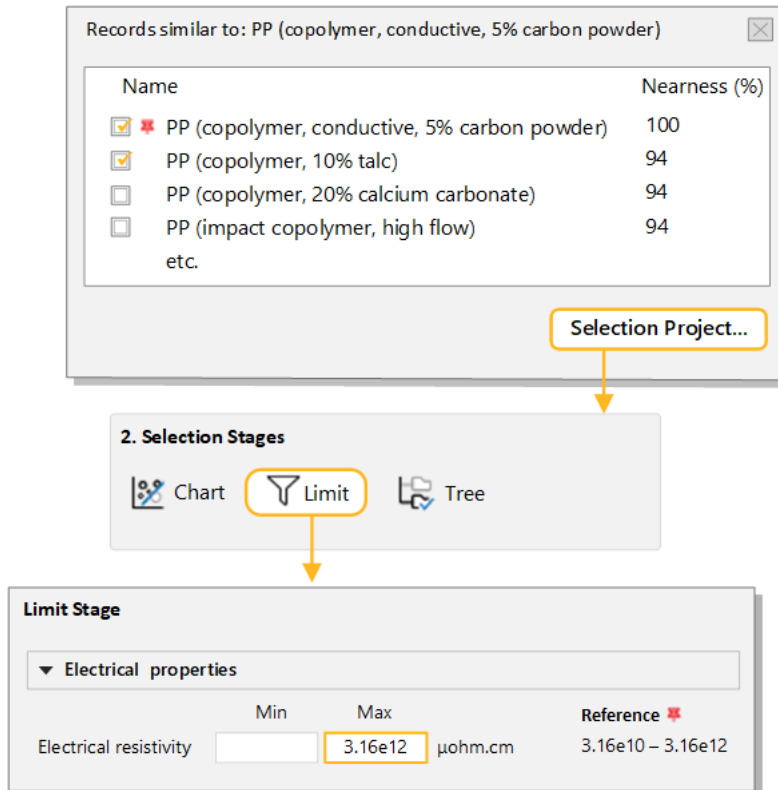 Records similar to: PP (copolymer, conductive, 5% carbon powder)
Name Nearness (%)
PP (copolymer, conductive, 5% carbon powder) 100
PP (copolymer, 10% talc) 94
PP (copolymer, 20% calcium carbonate) 94
PP (impact copolymer, high flow) 94
etc.
Selection Project...
2. Selection Stages
Chart Limit Tree
Limit Stage
Electrical properties
Min Max Reference
Electrical resistivity 3.16e12 µohm.cm 3.16e10 – 3.16e12